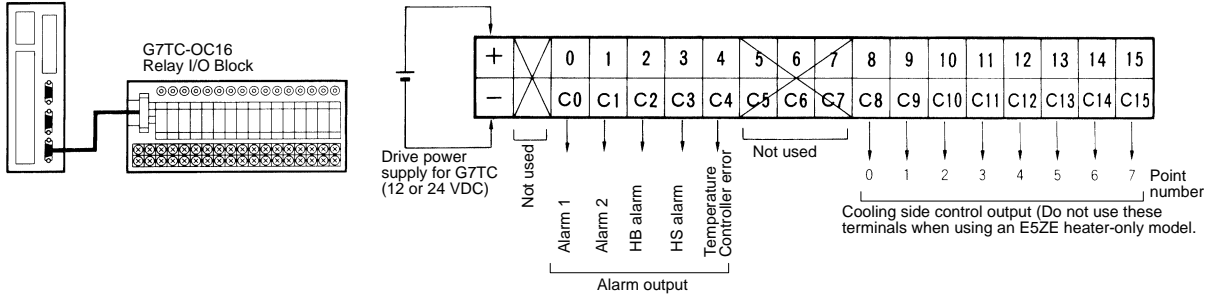 G7TC-OC16
Relay I/O Block
+ 0 1 2 3 4 5 6 7 8 9 10 11 12 13 14 15
− C0 C1 C2 C3 C4 C5 C6 C7 C8 C9 C10 C11 C12 C13 C14 C15
Drive power
supply for G7TC
(12 or 24 VDC)
Not used
Alarm 1
Alarm 2
HB alarm
HS alarm
Temperature
Controller error
Alarm output
Not used
0 1 2 3 4 5 6 7 Point
number
Cooling side control output (Do not use these
terminals when using an E5ZE heater-only model.